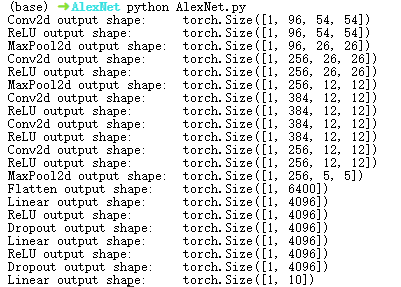 (base) ➜AlexNet python AlexNet.py
Conv2d output shape: torch.Size([1, 96, 54, 54])
ReLU output shape: torch.Size([1, 96, 54, 54])
MaxPool2d output shape: torch.Size([1, 96, 26, 26])
Conv2d output shape: torch.Size([1, 256, 26, 26])
ReLU output shape: torch.Size([1, 256, 26, 26])
MaxPool2d output shape: torch.Size([1, 256, 12, 12])
Conv2d output shape: torch.Size([1, 384, 12, 12])
ReLU output shape: torch.Size([1, 384, 12, 12])
Conv2d output shape: torch.Size([1, 384, 12, 12])
ReLU output shape: torch.Size([1, 384, 12, 12])
Conv2d output shape: torch.Size([1, 256, 12, 12])
ReLU output shape: torch.Size([1, 256, 12, 12])
MaxPool2d output shape: torch.Size([1, 256, 5, 5])
Flatten output shape: torch.Size([1, 6400])
Linear output shape: torch.Size([1, 4096])
ReLU output shape: torch.Size([1, 4096])
Dropout output shape: torch.Size([1, 4096])
Linear output shape: torch.Size([1, 4096])
ReLU output shape: torch.Size([1, 4096])
Dropout output shape: torch.Size([1, 4096])
Linear output shape: torch.Size([1, 10])